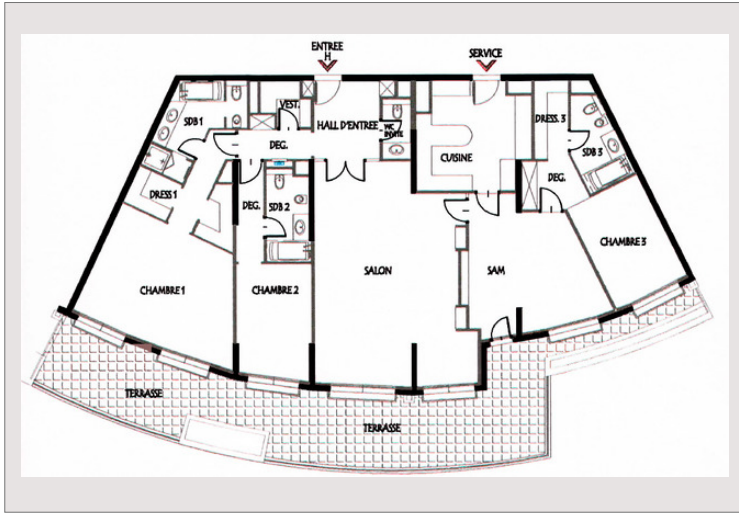 ENTREE
H
SERVICE
SDB 1
VEST.
HALL D'ENTREE
WC
INVITE
CUISINE
DRESS. 3
SDB 3
DEG.
DEG.
DRESS 1
DEG.
SDB 2
CHAMBRE 1
CHAMBRE 2
SALON
SAM
CHAMBRE 3
TERRASSE
TERRASSE